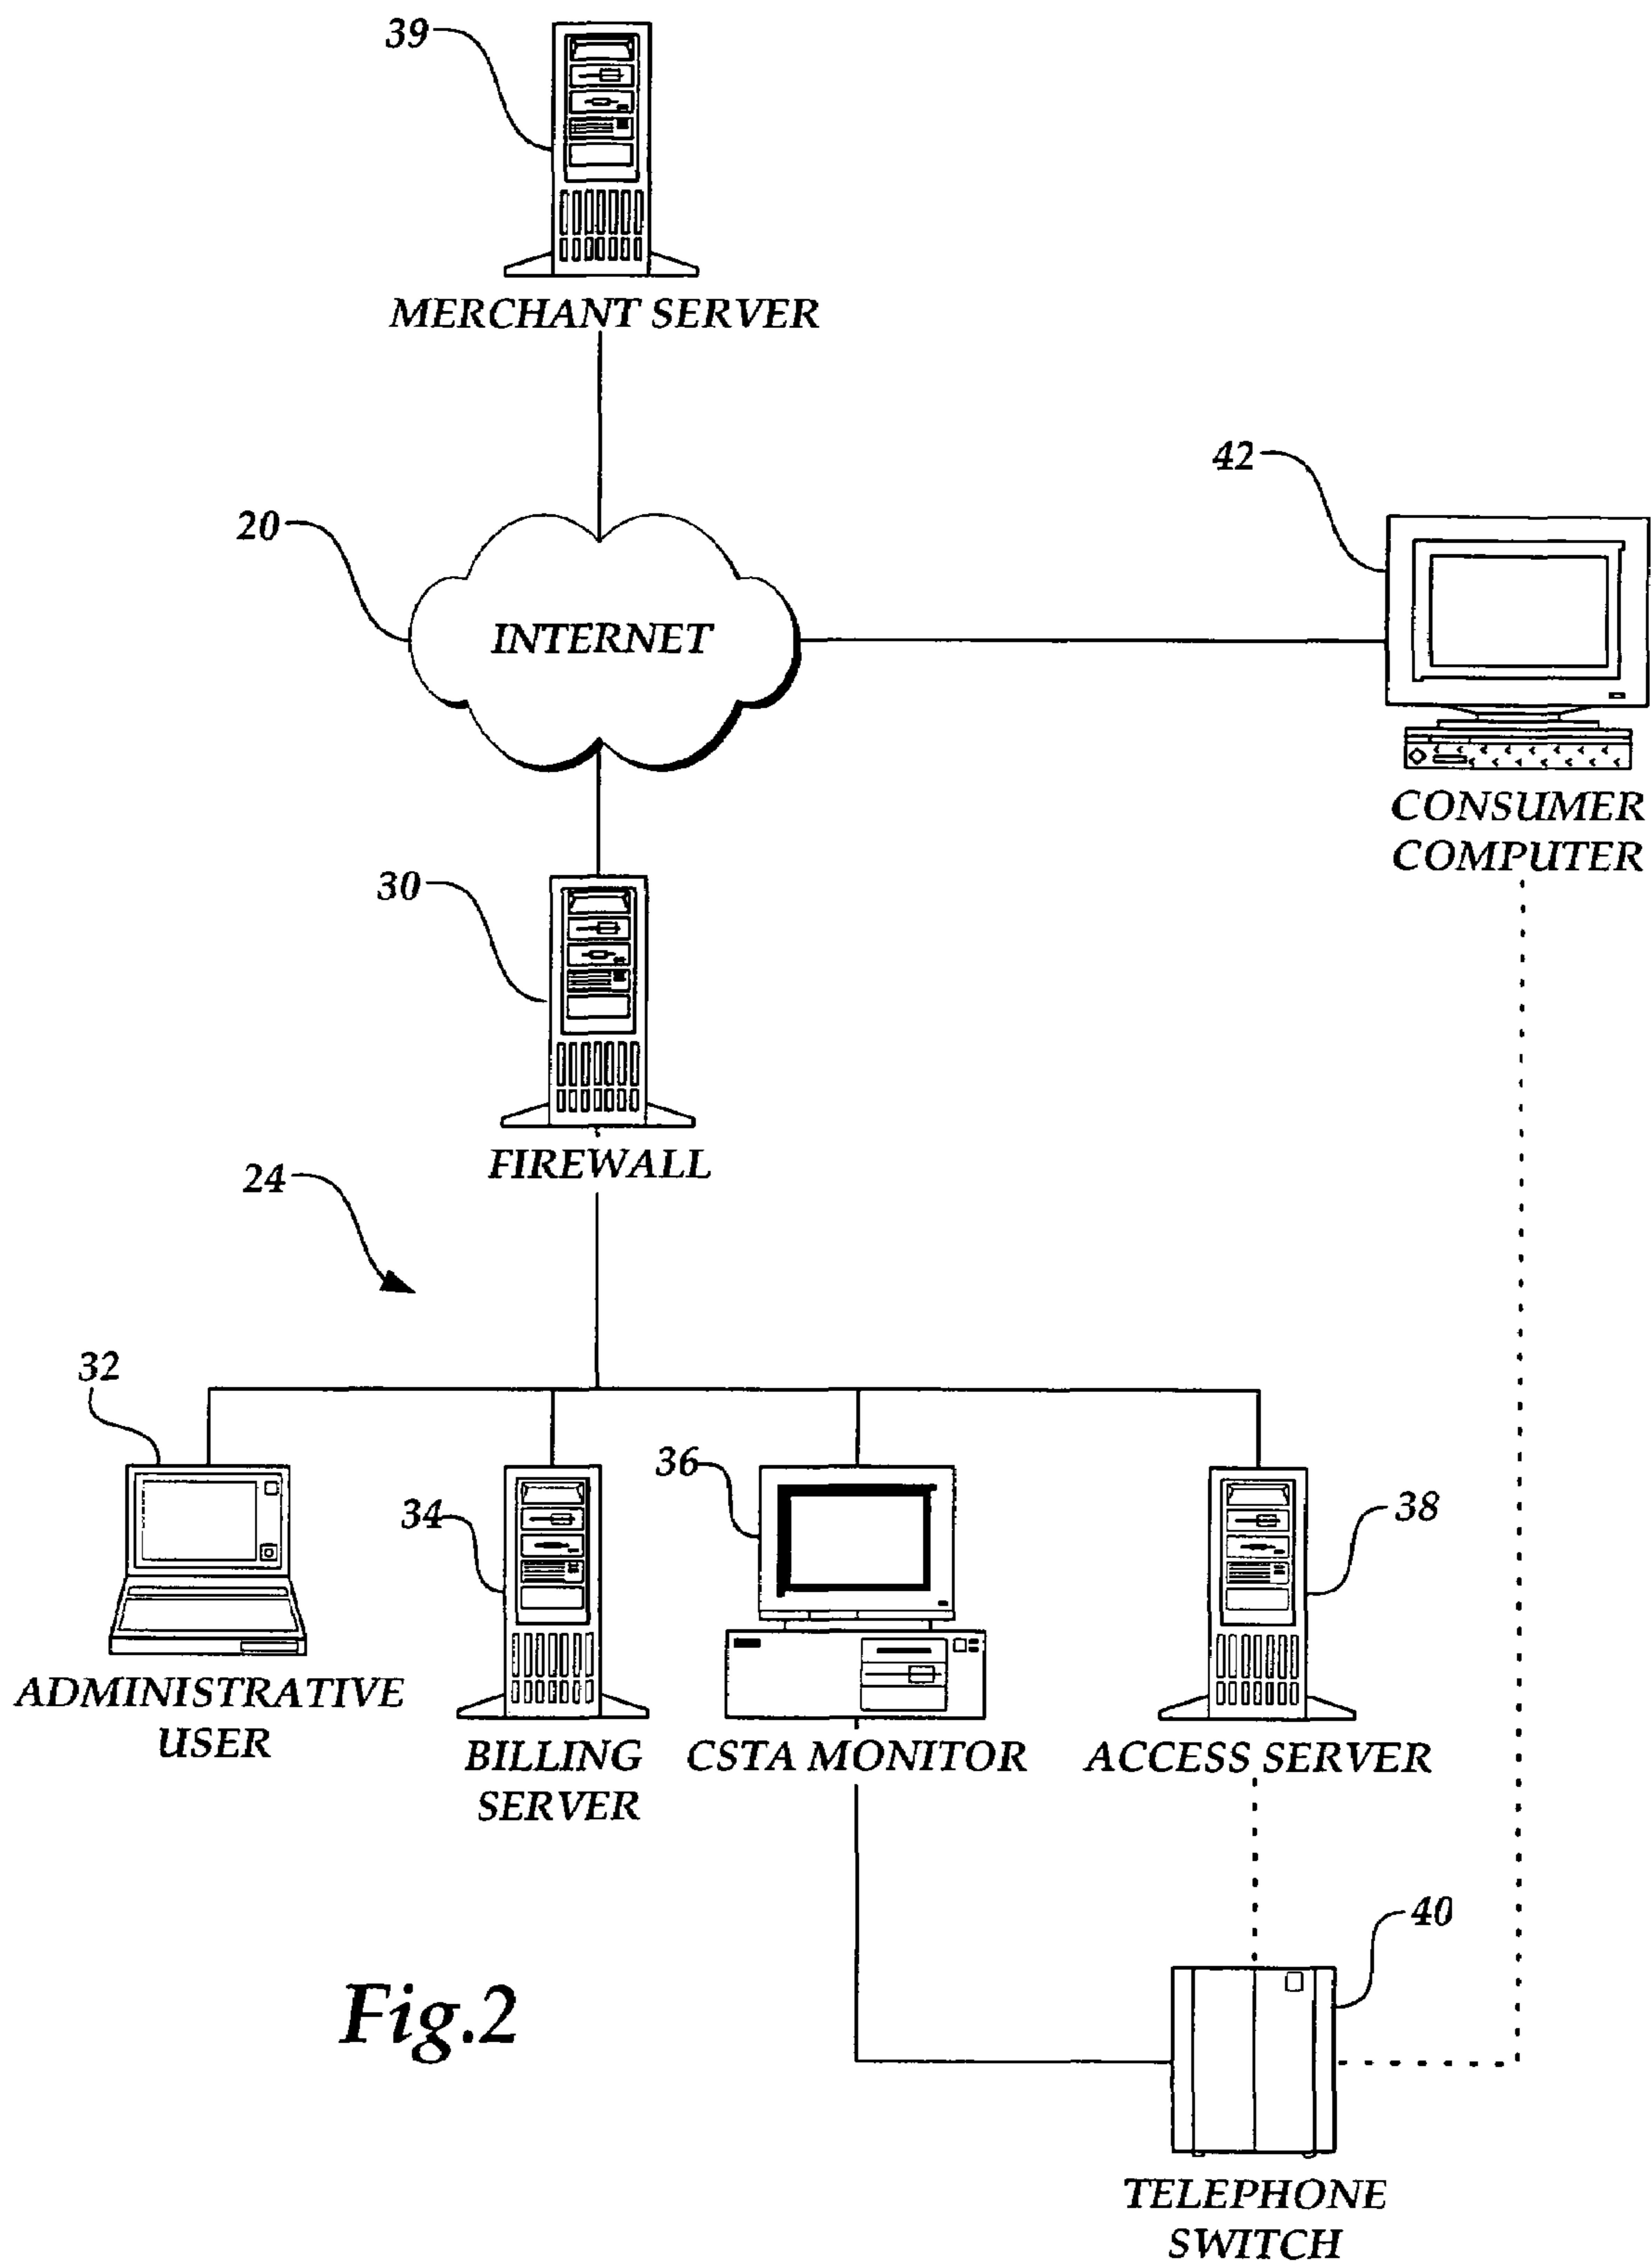 39
MERCHANT SERVER
42
20
INTERNET
CONSUMER
COMPUTER
30
FIREWALL
24
32
36
34
38
ADMINISTRATIVE
USER
BILLING
SERVER
CSTA MONITOR
ACCESS SERVER
40
Fig.2
TELEPHONE
SWITCH